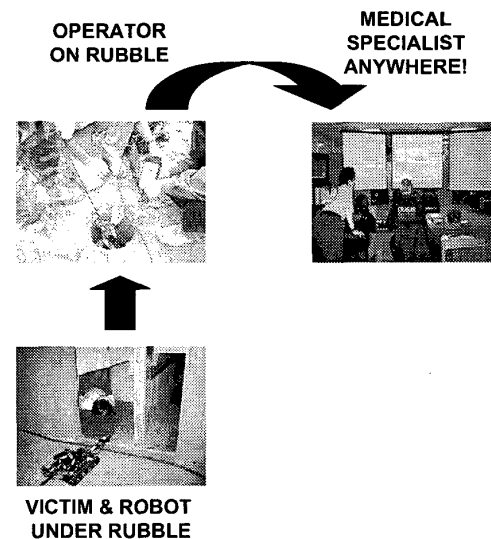 OPERATOR
ON RUBBLE
MEDICAL
SPECIALIST
ANYWHERE!
VICTIM & ROBOT
UNDER RUBBLE